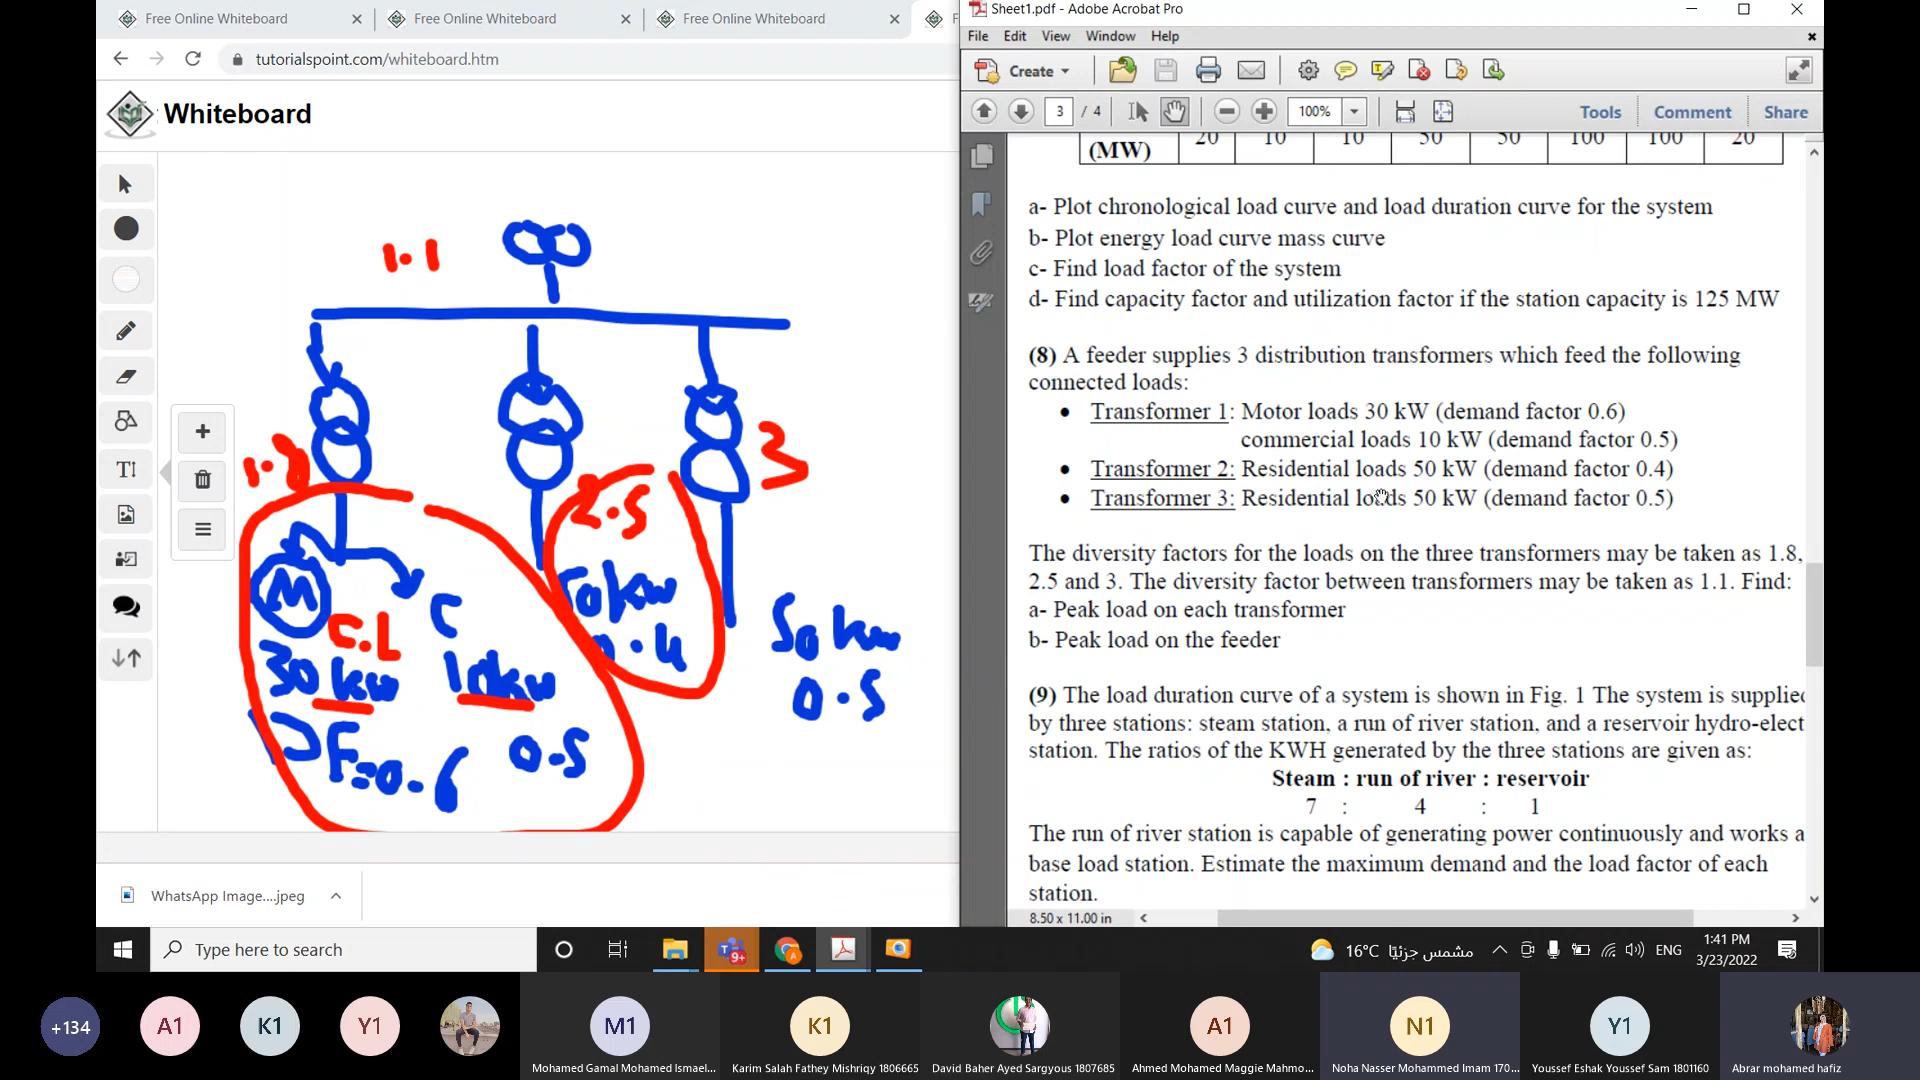 Free Online Whiteboard
Free Online Whiteboard
Free Online Whiteboard
F
tutorialspoint.com/whiteboard.htm
Whiteboard
1.1
1.8
2.5
3
M
C.L
C
30 kw
10kw
50kw
0.4
50 kw
0.5
DF=0.6
0.5
WhatsApp Image....jpeg
Sheet1.pdf - Adobe Acrobat Pro
File Edit View Window Help
Create
3 / 4
100%
Tools Comment Share
(MW) 20 10 10 50 50 100 100 20
a- Plot chronological load curve and load duration curve for the system
b- Plot energy load curve mass curve
c- Find load factor of the system
d- Find capacity factor and utilization factor if the station capacity is 125 MW
(8) A feeder supplies 3 distribution transformers which feed the following
connected loads:
• Transformer 1: Motor loads 30 kW (demand factor 0.6)
commercial loads 10 kW (demand factor 0.5)
• Transformer 2: Residential loads 50 kW (demand factor 0.4)
• Transformer 3: Residential loads 50 kW (demand factor 0.5)
The diversity factors for the loads on the three transformers may be taken as 1.8,
2.5 and 3. The diversity factor between transformers may be taken as 1.1. Find:
a- Peak load on each transformer
b- Peak load on the feeder
(9) The load duration curve of a system is shown in Fig. 1 The system is supplied
by three stations: steam station, a run of river station, and a reservoir hydro-elect
station. The ratios of the KWH generated by the three stations are given as:
Steam : run of river : reservoir
7 : 4 : 1
The run of river station is capable of generating power continuously and works a
base load station. Estimate the maximum demand and the load factor of each
station.
8.50 x 11.00 in
Type here to search
9+
16°C مشمس جزئيًا
ENG
1:41 PM
3/23/2022
+134
A1
K1
Y1
M1
Mohamed Gamal Mohamed Ismael...
K1
Karim Salah Fathey Mishriqy 1806665
David Baher Ayed Sargyous 1807685
A1
Ahmed Mohamed Maggie Mahmo...
N1
Noha Nasser Mohammed Imam 170...
Y1
Youssef Eshak Youssef Sam 1801160
Abrar mohamed hafiz